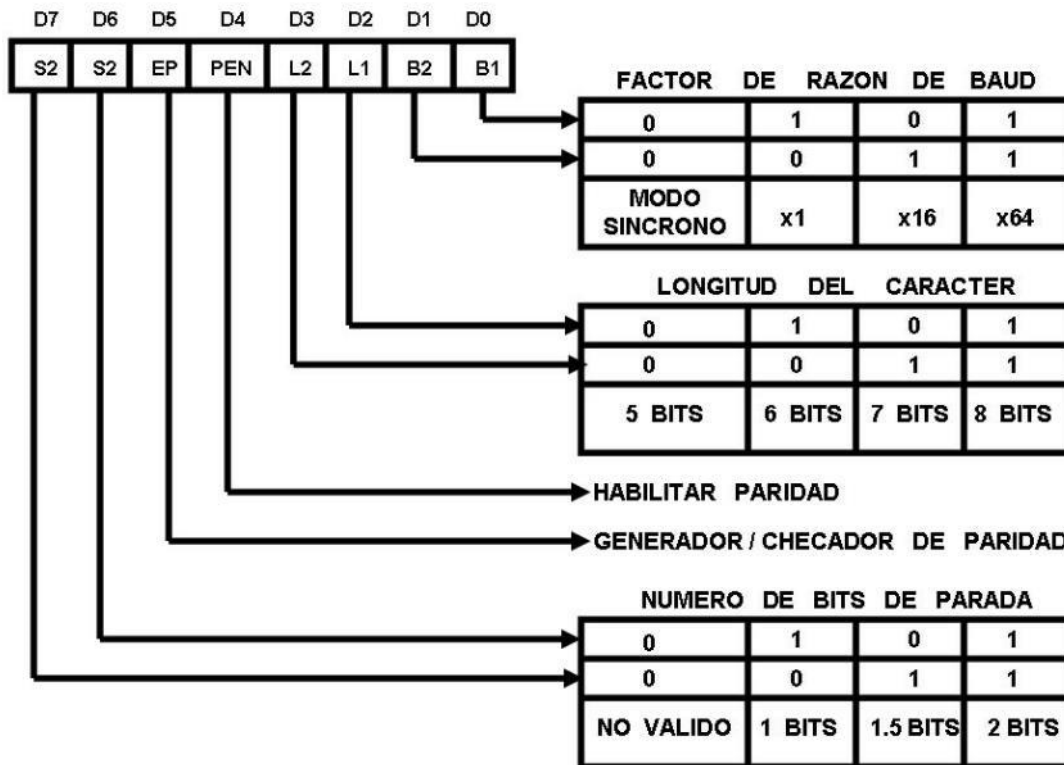 D7 D6 D5 D4 D3 D2 D1 D0
S2 S2 EP PEN L2 L1 B2 B1
FACTOR DE RAZON DE BAUD
0 1 0 1
0 0 1 1
MODO SINCRONO x1 x16 x64
LONGITUD DEL CARACTER
0 1 0 1
0 0 1 1
5 BITS 6 BITS 7 BITS 8 BITS
HABILITAR PARIDAD
GENERADOR / CHECADOR DE PARIDAD
NUMERO DE BITS DE PARADA
0 1 0 1
0 0 1 1
NO VALIDO 1 BITS 1.5 BITS 2 BITS